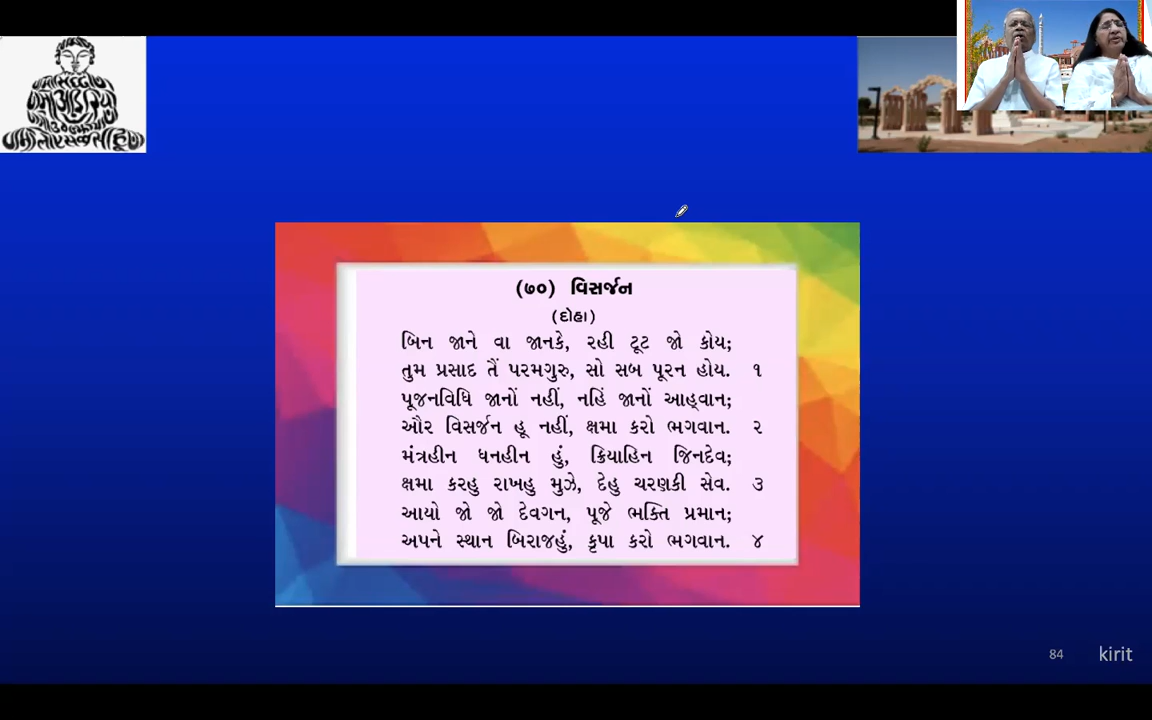 (૭૦) વિસર્જન
(દોહા)
બિન જાને વા જાનકે, રહી ટૂટ જો કોય;
તુમ પ્રસાદ તૈં પરમગુરુ, સો સબ પૂરન હોય. ૧
પૂજનવિધિ જાનોં નહીં, નહિં જાનોં આહ્વાન;
ઔર વિસર્જન હૂ નહીં, ક્ષમા કરો ભગવાન. ૨
મંત્રહીન ધનહીન હું, ક્રિયાહિન જિનદેવ;
ક્ષમા કરહુ રાખહુ મુઝે, દેહુ ચરણકી સેવ. ૩
આયો જો જો દેવગન, પૂજે ભક્તિ પ્રમાન;
અપને સ્થાન બિરાજહું, કૃપા કરો ભગવાન. ૪
84 kirit